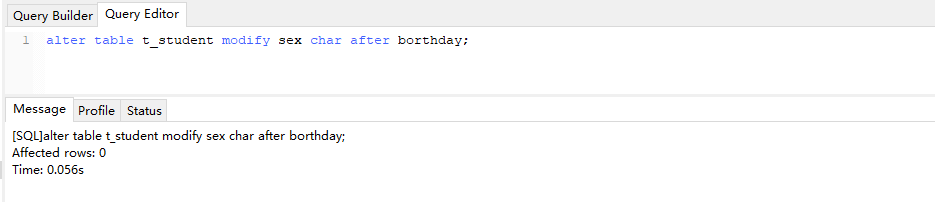 Query Builder Query Editor
1 alter table t_student modify sex char after borthday;
Message Profile Status
[SQL]alter table t_student modify sex char after borthday;
Affected rows: 0
Time: 0.056s